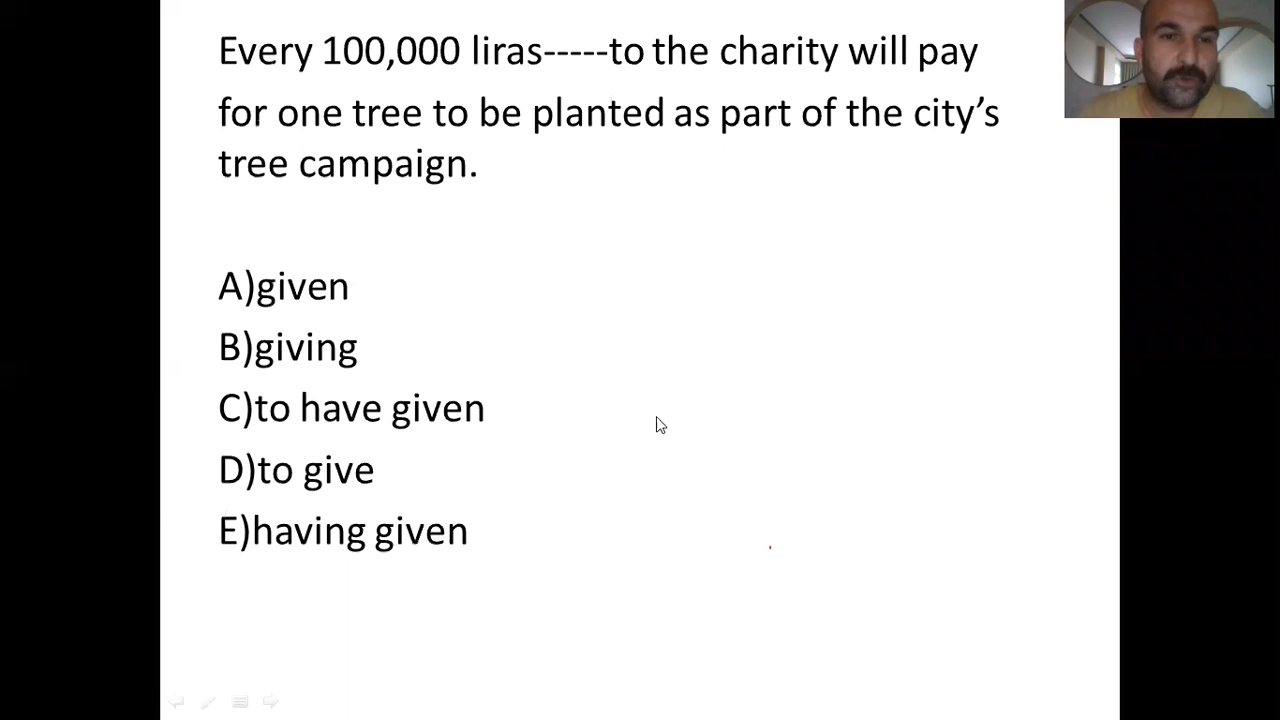 Every 100,000 liras-----to the charity will pay
for one tree to be planted as part of the city’s
tree campaign.
A)given
B)giving
C)to have given
D)to give
E)having given